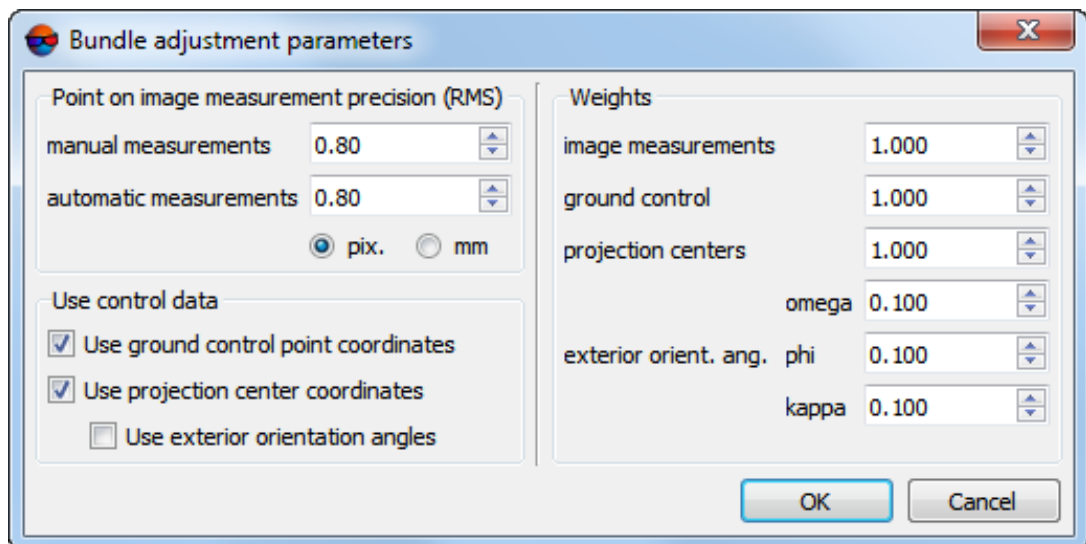 Bundle adjustment parameters
Point on image measurement precision (RMS)
manual measurements 0.80
automatic measurements 0.80
pix. mm
Use control data
Use ground control point coordinates
Use projection center coordinates
Use exterior orientation angles
Weights
image measurements 1.000
ground control 1.000
projection centers 1.000
omega 0.100
exterior orient. ang. phi 0.100
kappa 0.100
OK Cancel